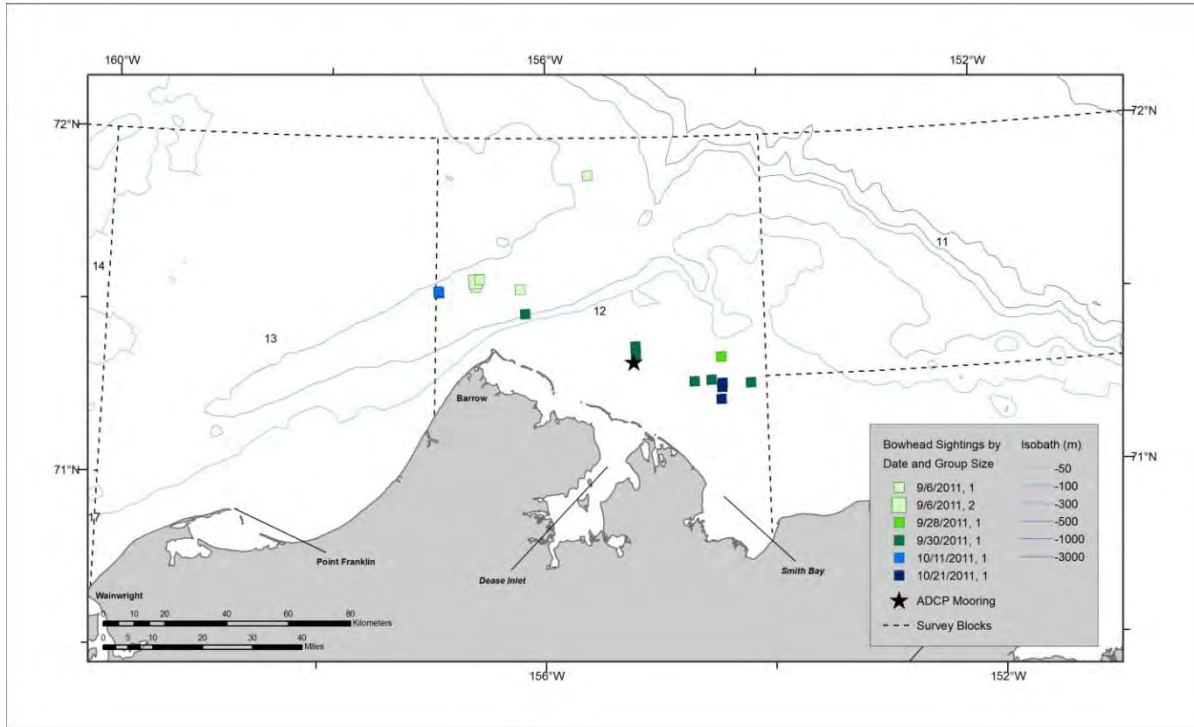 160°W 156°W 152°W
72°N 72°N
11
14
12
13
Barrow
71°N 71°N
Point Franklin
Dease Inlet
Smith Bay
Wainwright
0 10 20 40 60 80
Kilometers
0 5 10 20 30 40
Miles
Bowhead Sightings by
Date and Group Size
9/6/2011, 1
9/6/2011, 2
9/28/2011, 1
9/30/2011, 1
10/11/2011, 1
10/21/2011, 1
ADCP Mooring
Survey Blocks
Isobath (m)
-50
-100
-300
-500
-1000
-3000
156°W 152°W